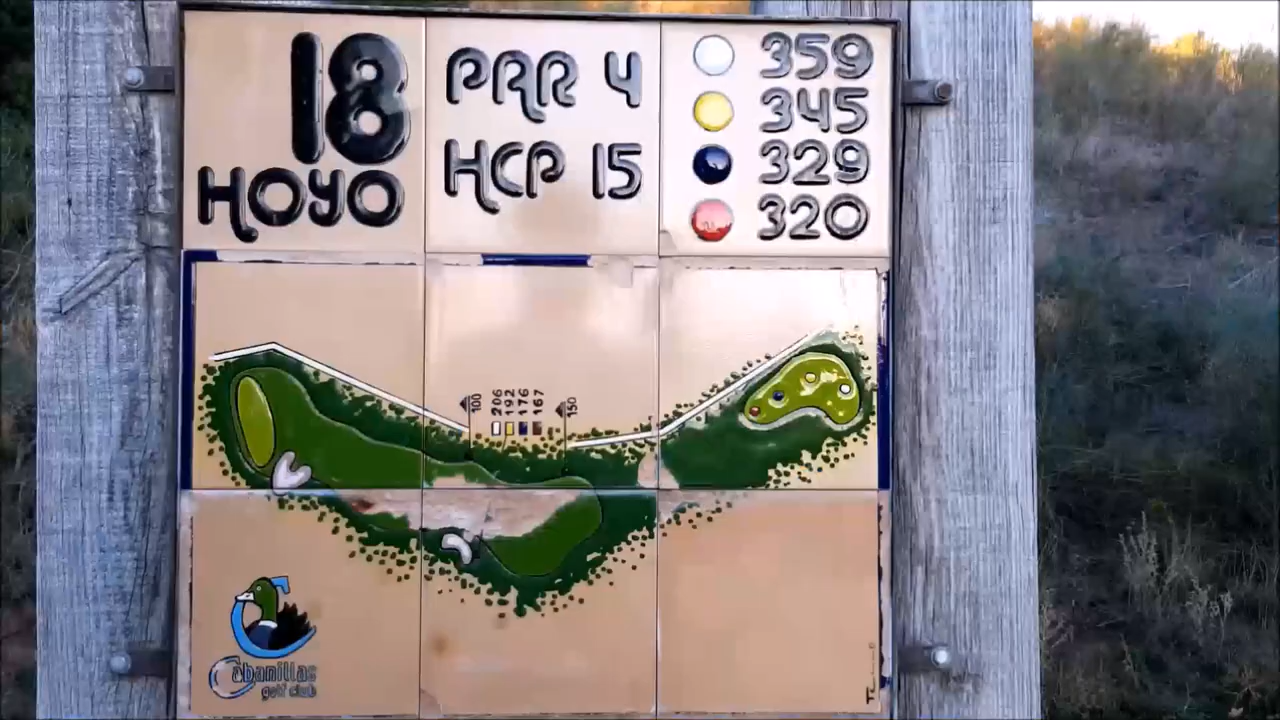 18
HOYO
PAR 4
HCP 15
359
345
329
320
100
206
192
176
167
150
Cabanillas
golf club